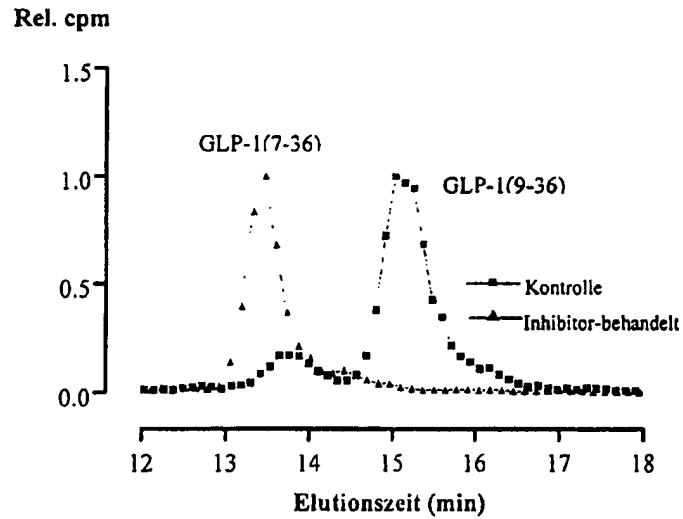 Rel. cpm
1.5
GLP-1(7-36)
1.0
GLP-1(9-36)
0.5
Kontrolle
Inhibitor-behandelt
0.0
12 13 14 15 16 17 18
Elutionszeit (min)